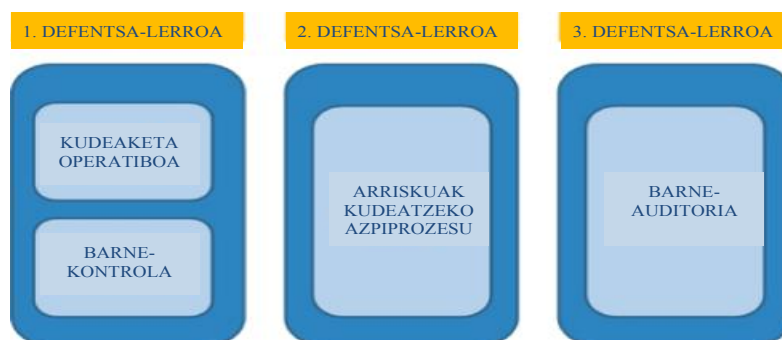 1. DEFENTSA-LERROA
2. DEFENTSA-LERROA
3. DEFENTSA-LERROA
KUDEAKETA
OPERATIBOA
BARNE-
KONTROLA
ARRISKUAK
KUDEATZEKO
AZPIPROZESU
BARNE-
AUDITORIA